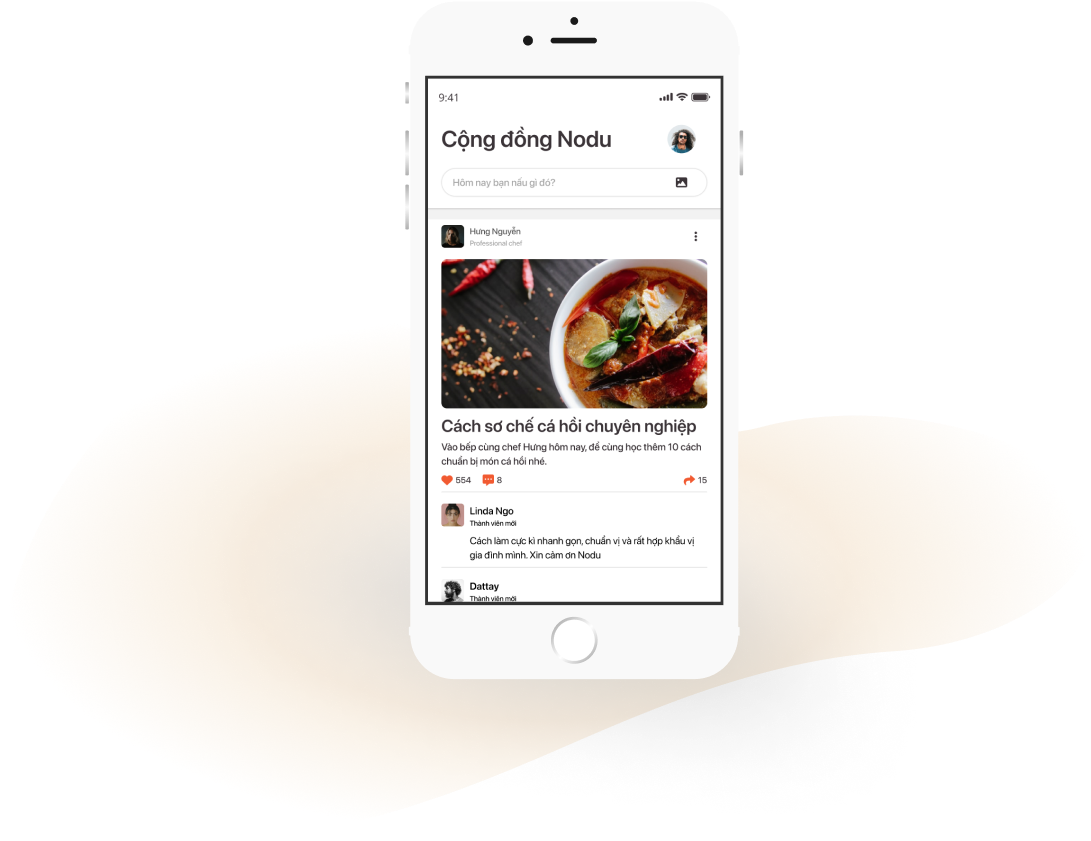 9:41
Cộng đồng Nodu
Hôm nay bạn nấu gì đó?
Hưng Nguyễn
Professional chef
Cách sơ chế cá hồi chuyên nghiệp
Vào bếp cùng chef Hưng hôm nay, để cùng học thêm 10 cách
chuẩn bị món cá hồi nhé.
554 8 15
Linda Ngo
Thành viên mới
Cách làm cực kì nhanh gọn, chuẩn vị và rất hợp khẩu vị
gia đình mình. Xin cảm ơn Nodu
Dattay
Thành viên mới